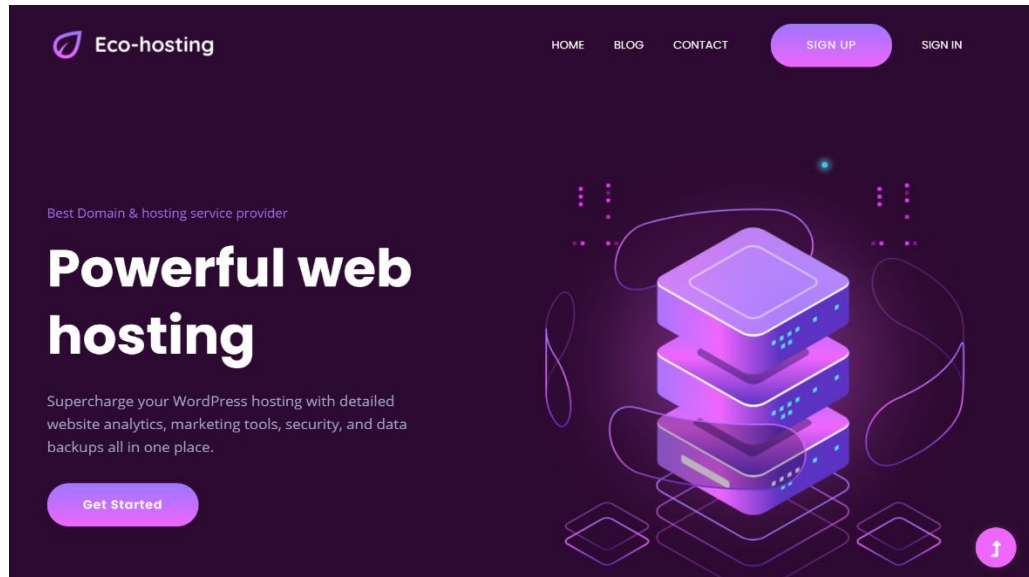 Eco-hosting
HOME BLOG CONTACT SIGN UP SIGN IN
Best Domain & hosting service provider
Powerful web
hosting
Supercharge your WordPress hosting with detailed
website analytics, marketing tools, security, and data
backups all in one place.
Get Started